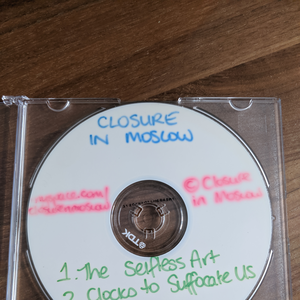 CLOSURE
IN MOSCOW
myspace.com/
closureinmoscow
© Closure
in Moscow
TDK
1. The Selfless Art
2. Clocks to Suffocate Us